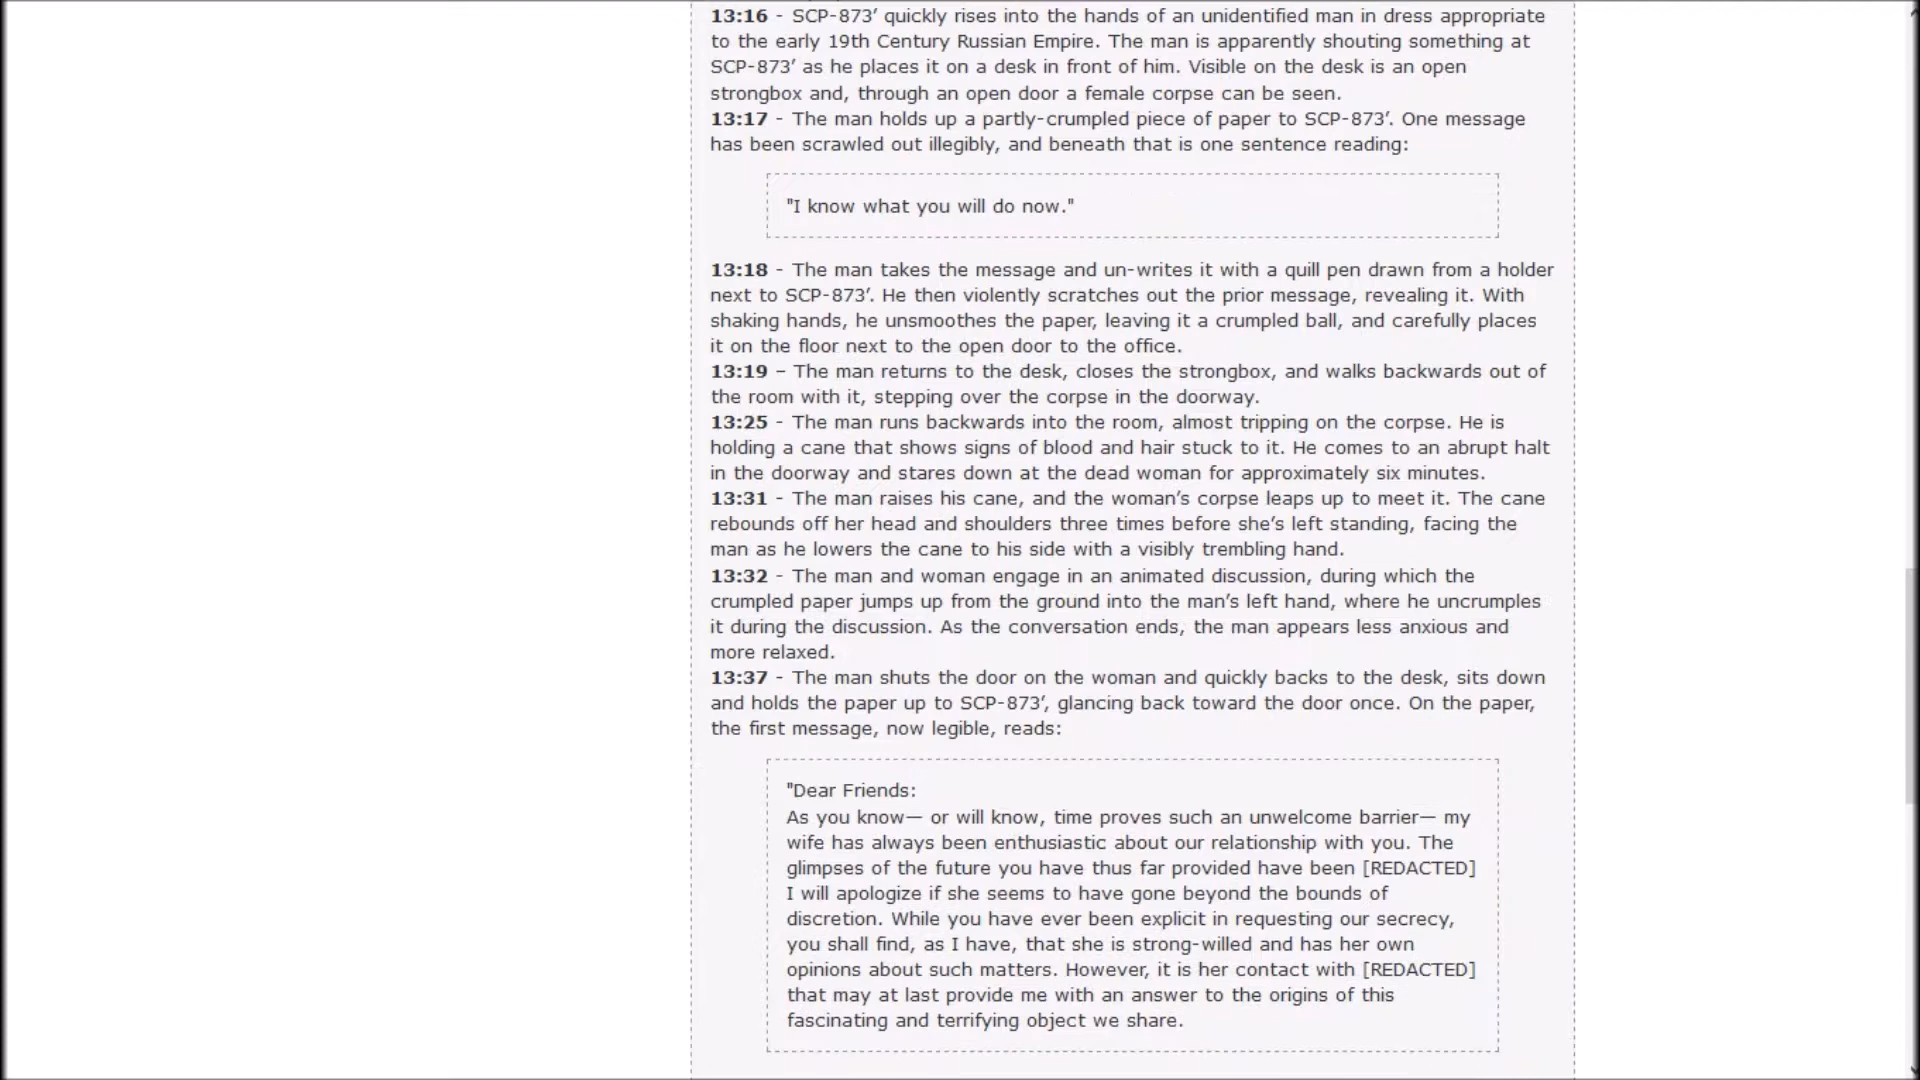 13:16 - SCP-873′ quickly rises into the hands of an unidentified man in dress appropriate
to the early 19th Century Russian Empire. The man is apparently shouting something at
SCP-873′ as he places it on a desk in front of him. Visible on the desk is an open
strongbox and, through an open door a female corpse can be seen.
13:17 - The man holds up a partly-crumpled piece of paper to SCP-873′. One message
has been scrawled out illegibly, and beneath that is one sentence reading:
"I know what you will do now."
13:18 - The man takes the message and un-writes it with a quill pen drawn from a holder
next to SCP-873′. He then violently scratches out the prior message, revealing it. With
shaking hands, he unsmoothes the paper, leaving it a crumpled ball, and carefully places
it on the floor next to the open door to the office.
13:19 – The man returns to the desk, closes the strongbox, and walks backwards out of
the room with it, stepping over the corpse in the doorway.
13:25 - The man runs backwards into the room, almost tripping on the corpse. He is
holding a cane that shows signs of blood and hair stuck to it. He comes to an abrupt halt
in the doorway and stares down at the dead woman for approximately six minutes.
13:31 - The man raises his cane, and the woman’s corpse leaps up to meet it. The cane
rebounds off her head and shoulders three times before she’s left standing, facing the
man as he lowers the cane to his side with a visibly trembling hand.
13:32 - The man and woman engage in an animated discussion, during which the
crumpled paper jumps up from the ground into the man’s left hand, where he uncrumples
it during the discussion. As the conversation ends, the man appears less anxious and
more relaxed.
13:37 - The man shuts the door on the woman and quickly backs to the desk, sits down
and holds the paper up to SCP-873′, glancing back toward the door once. On the paper,
the first message, now legible, reads:
"Dear Friends:
As you know— or will know, time proves such an unwelcome barrier— my
wife has always been enthusiastic about our relationship with you. The
glimpses of the future you have thus far provided have been [REDACTED]
I will apologize if she seems to have gone beyond the bounds of
discretion. While you have ever been explicit in requesting our secrecy,
you shall find, as I have, that she is strong-willed and has her own
opinions about such matters. However, it is her contact with [REDACTED]
that may at last provide me with an answer to the origins of this
fascinating and terrifying object we share.